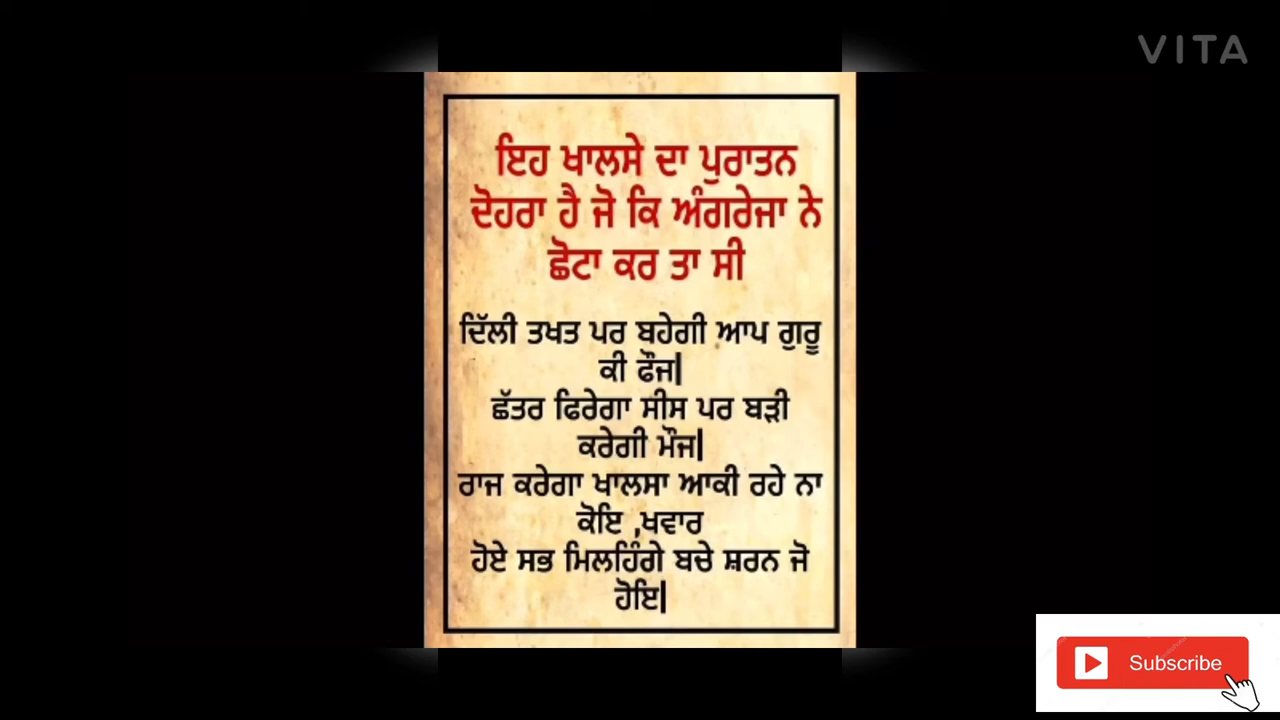 VITA
ਇਹ ਖਾਲਸੇ ਦਾ ਪੁਰਾਤਨ
ਦੋਹਰਾ ਹੈ ਜੋ ਕਿ ਅੰਗਰੇਜਾ ਨੇ
ਛੋਟਾ ਕਰ ਤਾ ਸੀ
ਦਿੱਲੀ ਤਖਤ ਪਰ ਬਹੇਗੀ ਆਪ ਗੁਰੂ
ਕੀ ਫੌਜ|
ਛੱਤਰ ਫਿਰੇਗਾ ਸੀਸ ਪਰ ਬੜੀ
ਕਰੇਗੀ ਮੌਜ|
ਰਾਜ ਕਰੇਗਾ ਖਾਲਸਾ ਆਕੀ ਰਹੇ ਨਾ
ਕੋਇ ,ਖਵਾਰ
ਹੋਏ ਸਭ ਮਿਲਹਿੰਗੇ ਬਚੇ ਸ਼ਰਨ ਜੋ
ਹੋਇ|
Subscribe